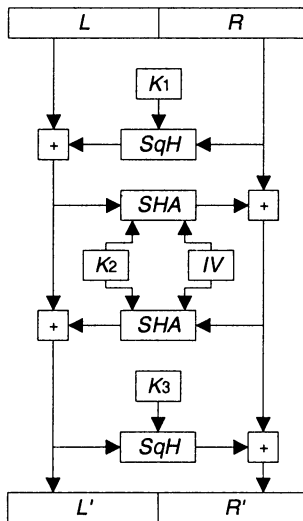 L R
K1
+ SqH
SHA +
K2 IV
+ SHA
K3
SqH +
L' R'